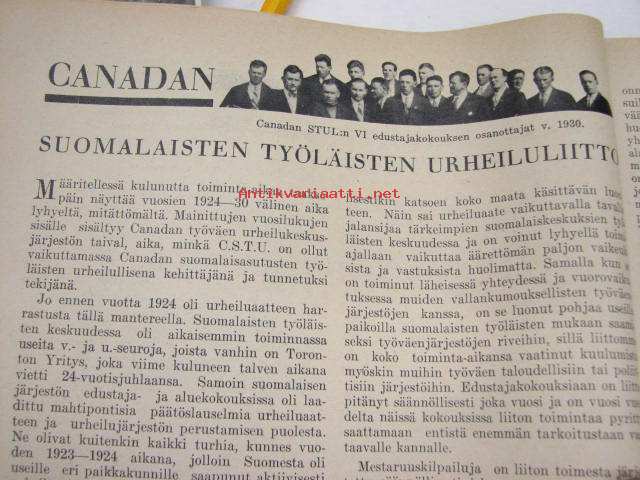 CANADAN
Canadan STUL:n VI edustajakokouksen osanottajat v. 1930.
SUOMALAISTEN TYÖLÄISTEN URHEILULIITTO
Antikvariaatti.net
Määritellessä kulunutta
päin näyttää vuosien 1924—30 välinen aika
lyhyeltä, mitättömältä. Mainittujen vuosilukujen
sisälle sisältyy Canadan työväen urheilukeskus-
järjestön taival, aika, minkä C.S.T.U. on ollut
vaikuttamassa Canadan suomalaisasutusten työ-
läisten urheilullisena kehittäjänä ja tunnetuksi
tekijänä.
Jo ennen vuotta 1924 oli urheiluaatteen har-
rastusta tällä mantereella. Suomalaisten työläis-
ten keskuudessa oli aikaisemmin toiminnassa
useita v.- ja u.-seuroja, joista vanhin on Toron-
ton Yritys, joka viime kuluneen talven aikana
vietti 24-vuotisjuhlaansa. Samoin suomalaisen
järjestön edustaja- ja aluekokouksissa oli laa-
dittu mahtipontisia päätöslauselmia urheiluaat-
teen ja urheilujärjestön perustamisen puolesta.
Ne olivat kuitenkin kaikki turhia, kunnes vuo-
den 1923—1924 aikana, jolloin Suomesta oli
useille eri paikkakunnille saapunut aktiivisesti
katsoen koko maata käsittävän
teen. Näin sai urheiluaate vaikuttavalla
jalansijaa tärkeimpien suomalaiskeskuksien työ
läisten keskuudessa ja on voinut lyhyellä
ajallaan vaikuttaa äärettömän paljon
sista ja vastuksista huolimatta. Samalla kun
on toiminut läheisessä yhteydessä ja
tuksessa muiden vallankumouksellisten
järjestöjen kanssa, on se luonut pohjaa
paikoilla suomalaisten työläisten mukaan
seksi työväenjärjestöjen riveihin, sillä
on koko toiminta-aikansa vaatinut
myöskin muihin työväen taloudellisiin tai
tisiin järjestöihin. Edustajakokouksiaan on
pitänyt säännöllisesti joka vuosi ja on vuosi
delta näissä kokouksissa liiton toimintaa
saattamaan entistä enemmän tarkoitustaan
taavalle kannalle.
Mestaruuskilpailuja on liiton toimesta